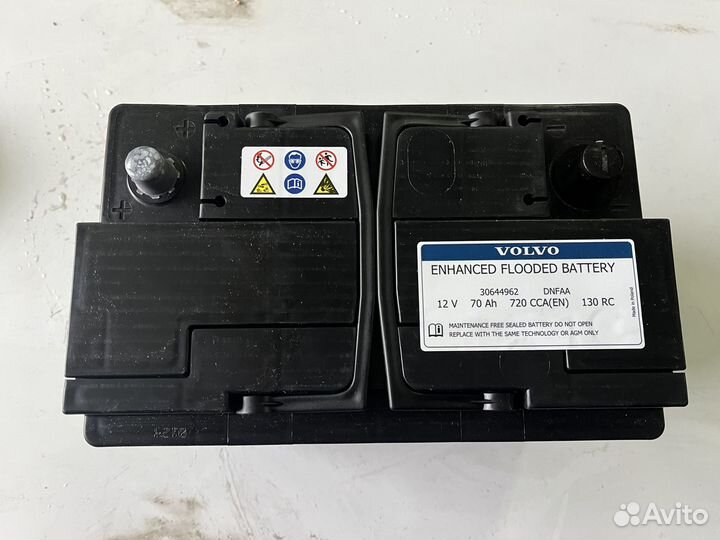 VOLVO
ENHANCED FLOODED BATTERY
30644962 DNFAA
12 V 70 Ah 720 CCA(EN) 130 RC
MAINTENANCE FREE SEALED BATTERY DO NOT OPEN
REPLACE WITH THE SAME TECHNOLOGY OR AGM ONLY
Made in Poland
Avito